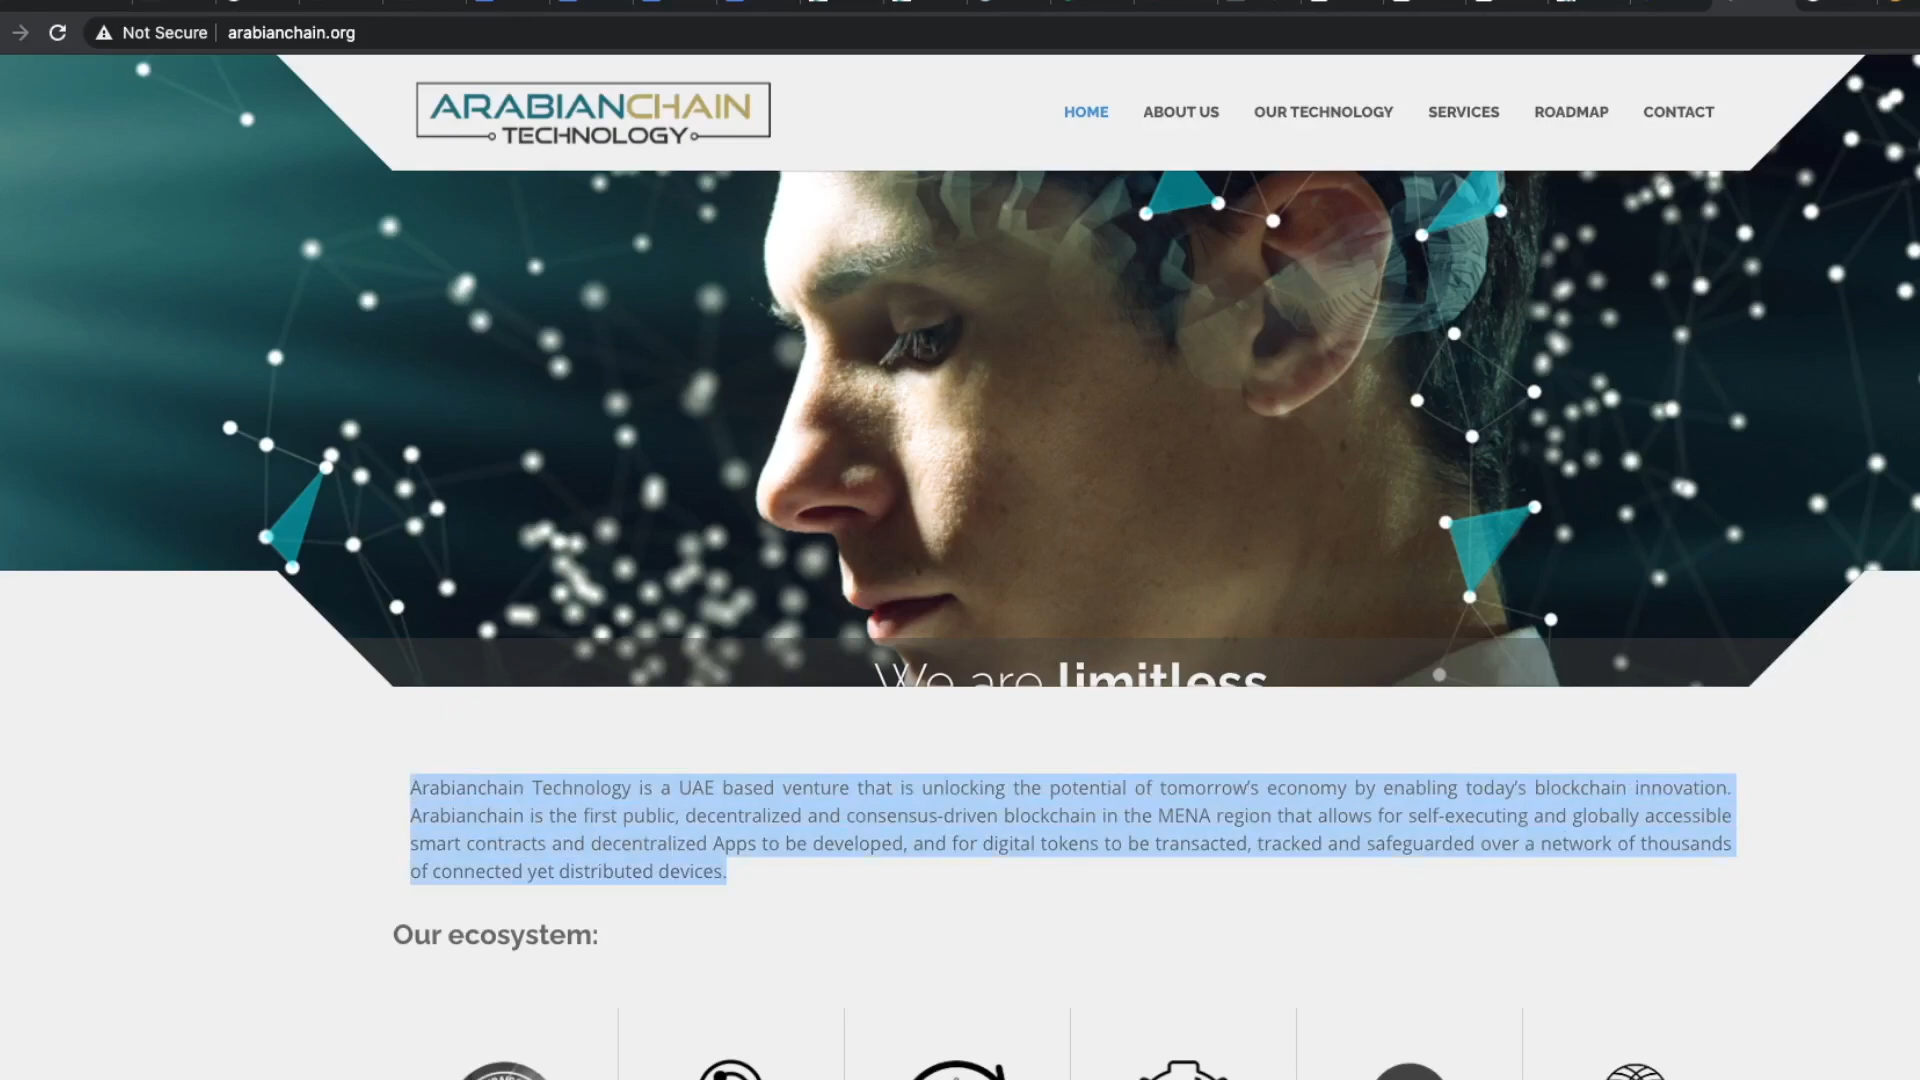 Not Secure arabianchain.org
ARABIANCHAIN
TECHNOLOGY
HOME ABOUT US OUR TECHNOLOGY SERVICES ROADMAP CONTACT
We are limitless
Arabianchain Technology is a UAE based venture that is unlocking the potential of tomorrow’s economy by enabling today’s blockchain innovation.
Arabianchain is the first public, decentralized and consensus-driven blockchain in the MENA region that allows for self-executing and globally accessible
smart contracts and decentralized Apps to be developed, and for digital tokens to be transacted, tracked and safeguarded over a network of thousands
of connected yet distributed devices.
Our ecosystem: